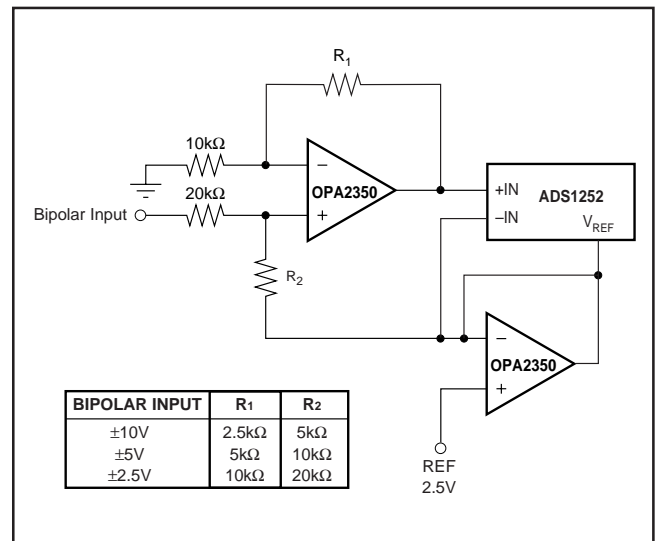 R1
10kΩ
−
OPA2350
+
20kΩ
Bipolar Input
R2
+IN
ADS1252
−IN
VREF
−
OPA2350
+
REF
2.5V
BIPOLAR INPUT R1 R2
±10V 2.5kΩ 5kΩ
±5V 5kΩ 10kΩ
±2.5V 10kΩ 20kΩ